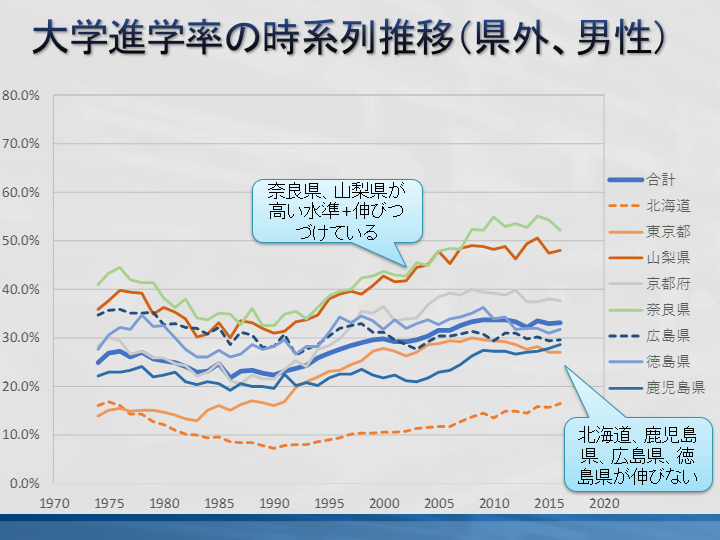 大学進学率の時系列推移（県外、男性）
80.0%
70.0%
60.0%
50.0%
40.0%
30.0%
20.0%
10.0%
0.0%
1970 1975 1980 1985 1990 1995 2000 2005 2010 2015 2020
奈良県、山梨県が
高い水準+伸びつ
づけている
合計
北海道
東京都
山梨県
京都府
奈良県
広島県
徳島県
鹿児島県
北海道、鹿児島
県、広島県、徳
島県が伸びない